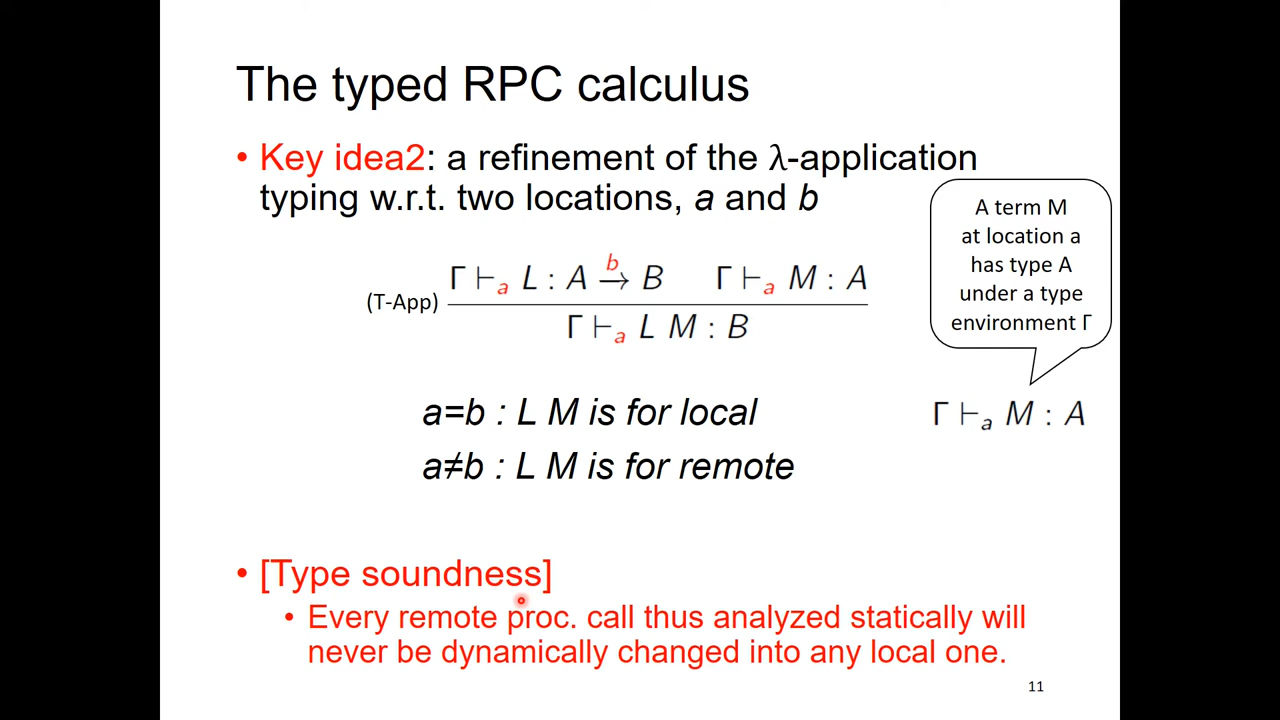 The typed RPC calculus
• Key idea2: a refinement of the λ-application
typing w.r.t. two locations, a and b
A term M
at location a
has type A
under a type
environment Γ
Γ ⊢a M : A
(T-App)
Γ ⊢a L : A →b B Γ ⊢a M : A
Γ ⊢a L M : B
a=b : L M is for local
a≠b : L M is for remote
• [Type soundness]
• Every remote proc. call thus analyzed statically will
never be dynamically changed into any local one.
11